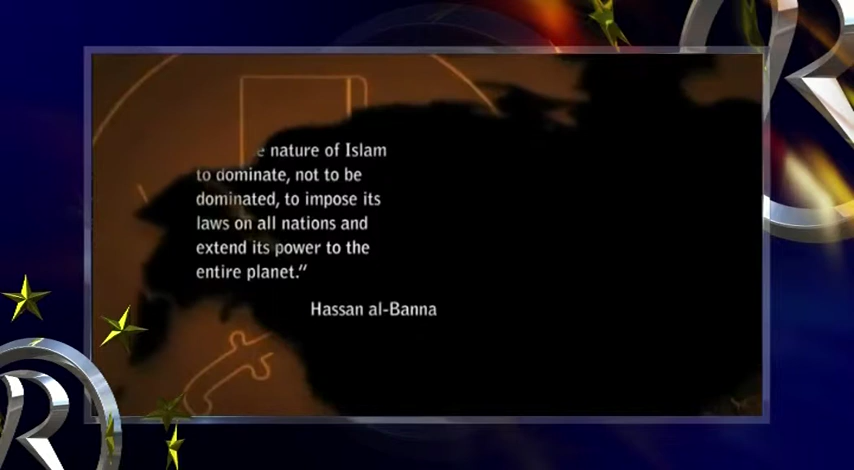 e nature of Islam
to dominate, not to be
dominated, to impose its
laws on all nations and
extend its power to the
entire planet.”
Hassan al-Banna
R
R